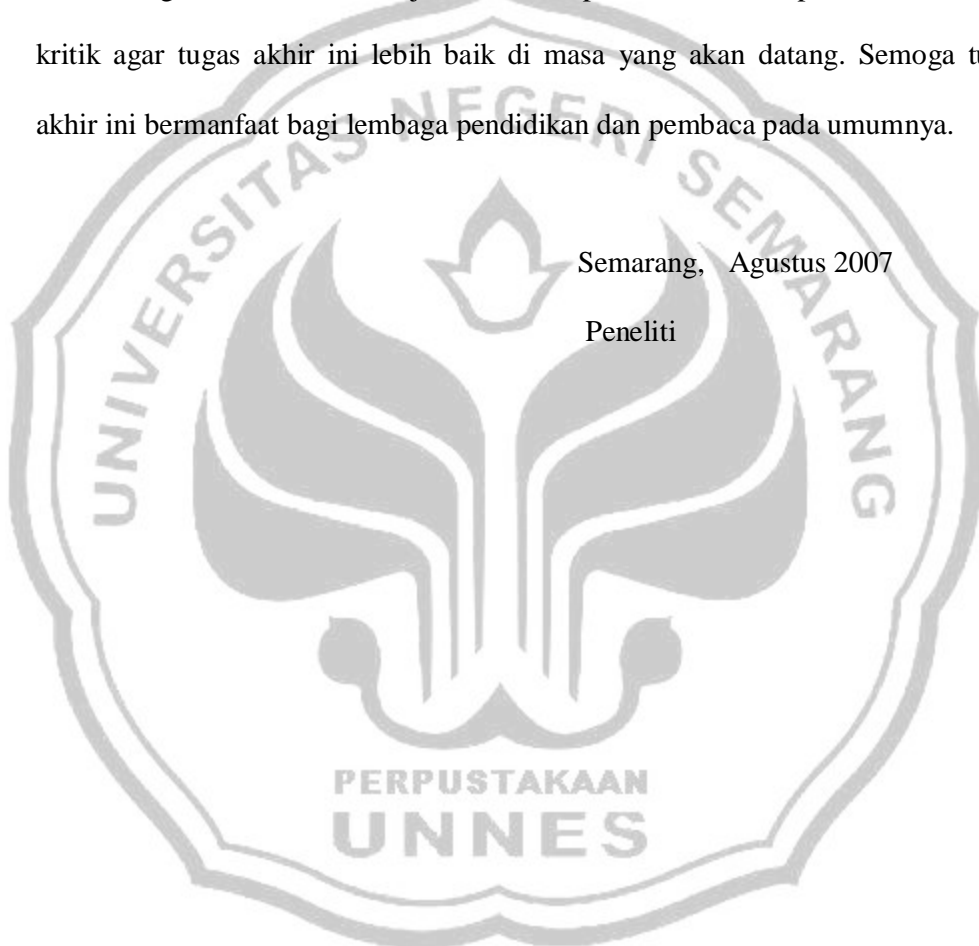 kritik agar tugas akhir ini lebih baik di masa yang akan datang. Semoga
akhir ini bermanfaat bagi lembaga pendidikan dan pembaca pada umumnya.
Semarang, Agustus 2007
Peneliti
UNIVERSITAS NEGERI SEMARANG
PERPUSTAKAAN
UNNES